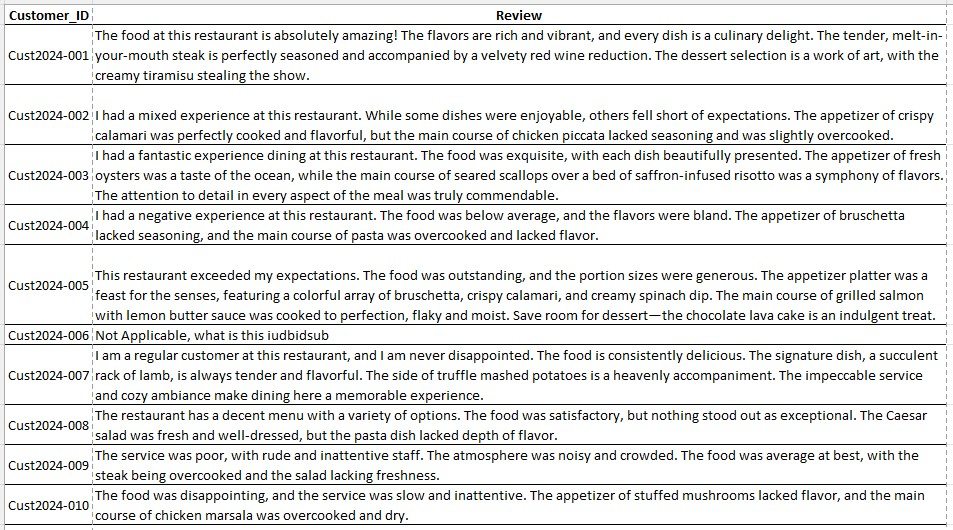 Customer_ID Review
The food at this restaurant is absolutely amazing! The flavors are rich and vibrant, and every dish is a culinary delight. The tender, melt-in-
Cust2024-001 your-mouth steak is perfectly seasoned and accompanied by a velvety red wine reduction. The dessert selection is a work of art, with the
creamy tiramisu stealing the show.
Cust2024-002 I had a mixed experience at this restaurant. While some dishes were enjoyable, others fell short of expectations. The appetizer of crispy
calamari was perfectly cooked and flavorful, but the main course of chicken piccata lacked seasoning and was slightly overcooked.
I had a fantastic experience dining at this restaurant. The food was exquisite, with each dish beautifully presented. The appetizer of fresh
Cust2024-003 oysters was a taste of the ocean, while the main course of seared scallops over a bed of saffron-infused risotto was a symphony of flavors.
The attention to detail in every aspect of the meal was truly commendable.
Cust2024-004 I had a negative experience at this restaurant. The food was below average, and the flavors were bland. The appetizer of bruschetta
lacked seasoning, and the main course of pasta was overcooked and lacked flavor.
Cust2024-005 This restaurant exceeded my expectations. The food was outstanding, and the portion sizes were generous. The appetizer platter was a
feast for the senses, featuring a colorful array of bruschetta, crispy calamari, and creamy spinach dip. The main course of grilled salmon
with lemon butter sauce was cooked to perfection, flaky and moist. Save room for dessert—the chocolate lava cake is an indulgent treat.
Cust2024-006 Not Applicable, what is this iudbidsub
I am a regular customer at this restaurant, and I am never disappointed. The food is consistently delicious. The signature dish, a succulent
Cust2024-007 rack of lamb, is always tender and flavorful. The side of truffle mashed potatoes is a heavenly accompaniment. The impeccable service
and cozy ambiance make dining here a memorable experience.
Cust2024-008 The restaurant has a decent menu with a variety of options. The food was satisfactory, but nothing stood out as exceptional. The Caesar
salad was fresh and well-dressed, but the pasta dish lacked depth of flavor.
Cust2024-009 The service was poor, with rude and inattentive staff. The atmosphere was noisy and crowded. The food was average at best, with the
steak being overcooked and the salad lacking freshness.
Cust2024-010 The food was disappointing, and the service was slow and inattentive. The appetizer of stuffed mushrooms lacked flavor, and the main
course of chicken marsala was overcooked and dry.